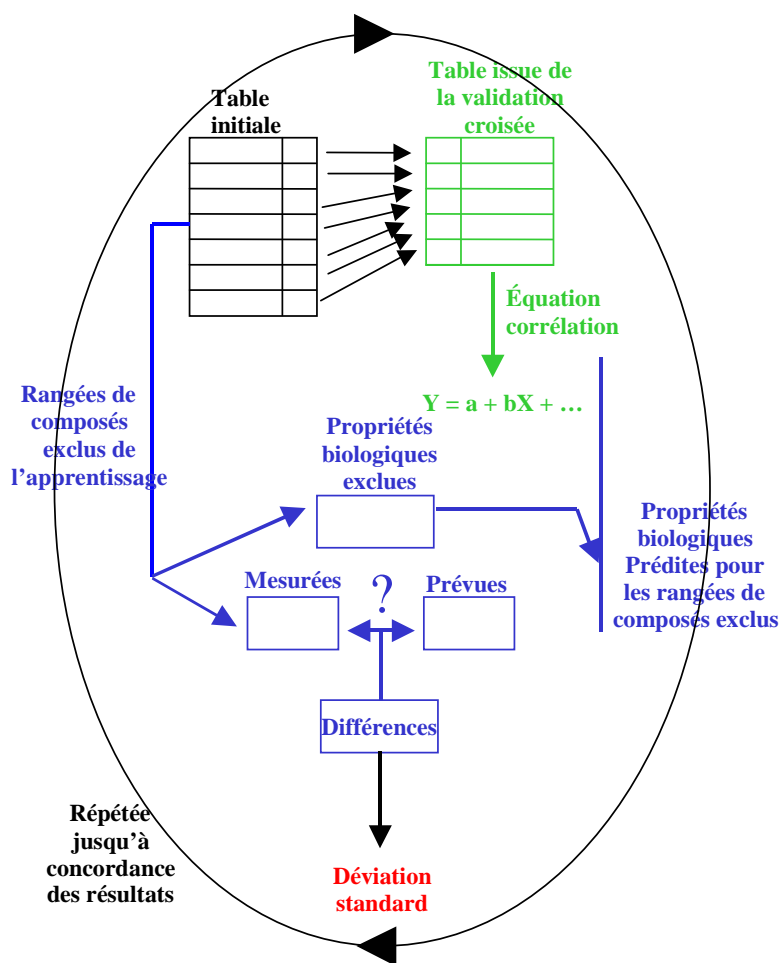 Table issue de
la validation
croisée
Table
initiale
Équation
corrélation
Y = a + bX + …
Rangées de
composés
exclus de
l’apprentissage
Propriétés
biologiques
exclues
Propriétés
biologiques
Prédites pour
les rangées de
composés exclus
Mesurées
?
Prévues
Différences
Répétée
jusqu’à
concordance
des résultats
Déviation
standard